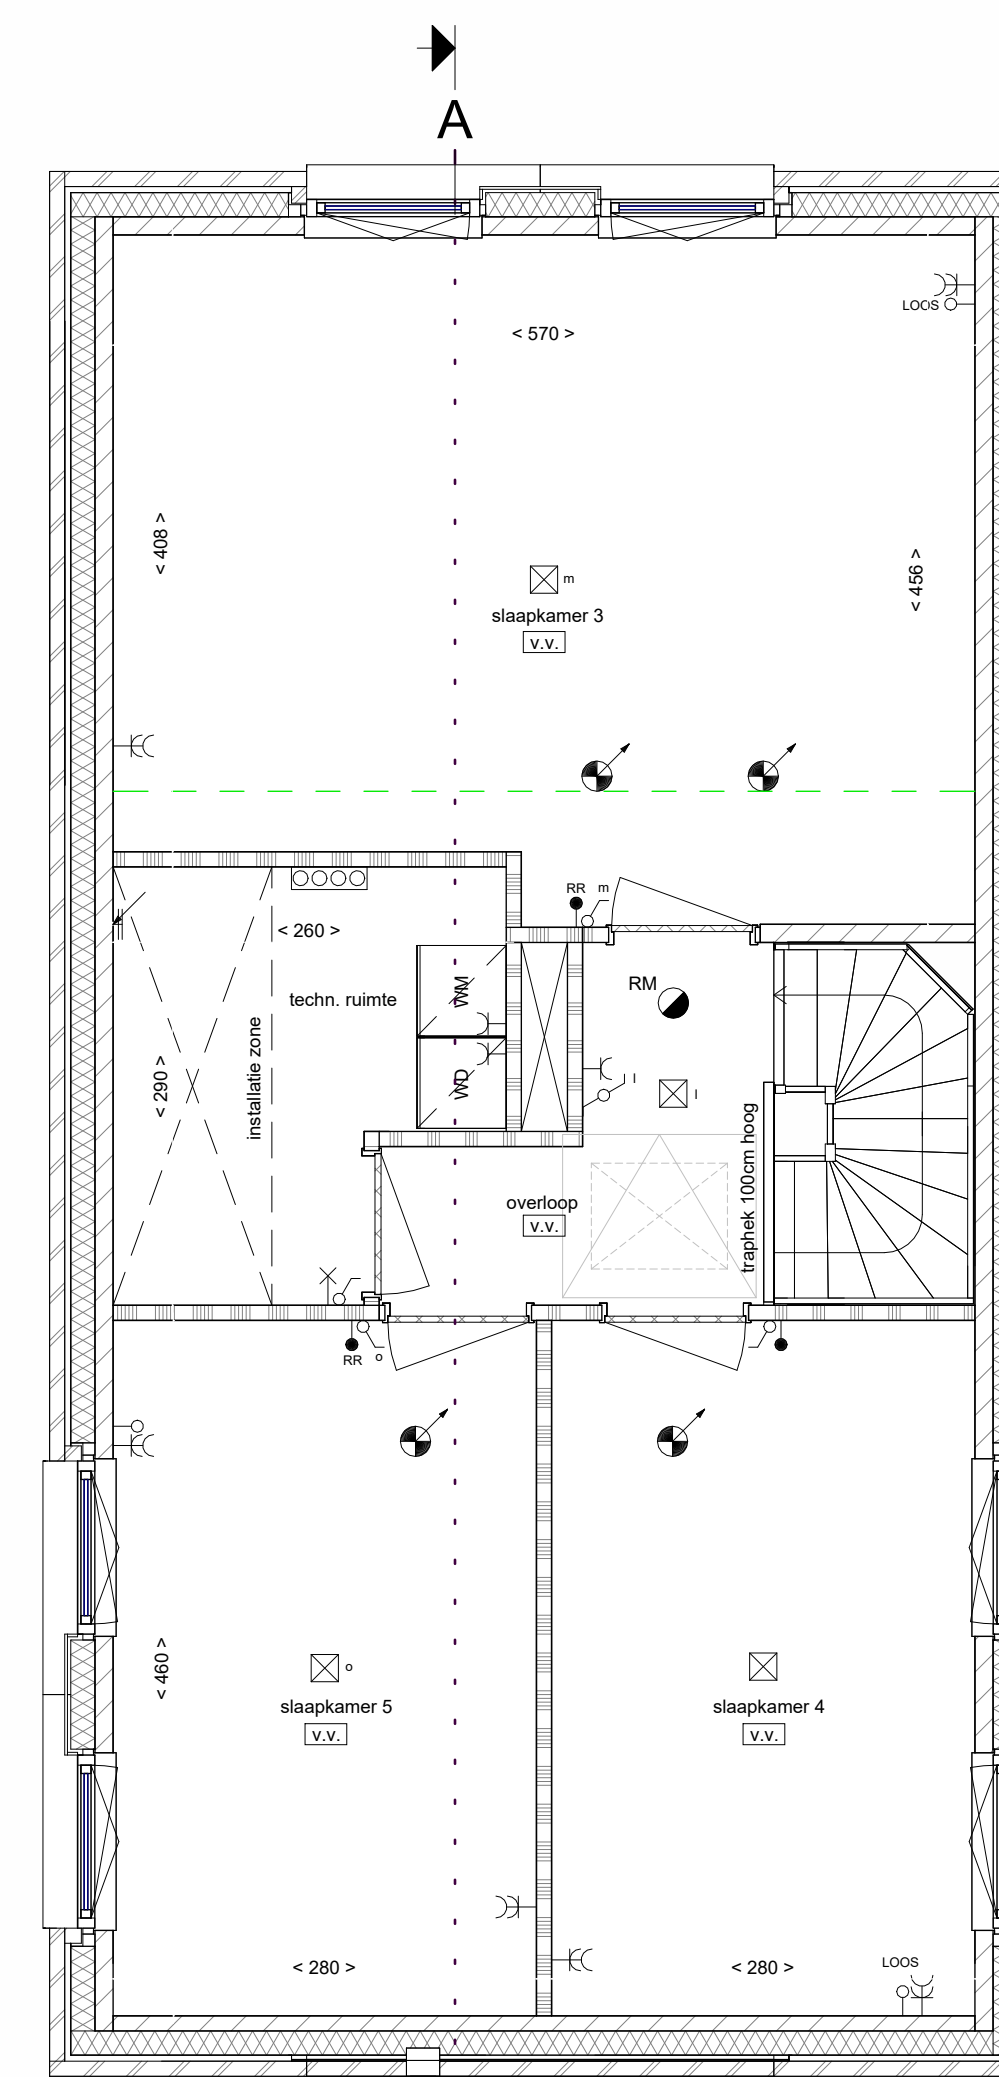 A
LOOS
< 570 >
< 408 >
< 456 >
m
slaapkamer 3
v.v.
RR m
< 260 >
RM
techn. ruimte
WM
installatie zone
< 290 >
WD
l
l
traphek 100cm hoog
overloop
v.v.
RR o
< 460 >
o
slaapkamer 5
v.v.
slaapkamer 4
v.v.
< 280 >
< 280 >
LOOS